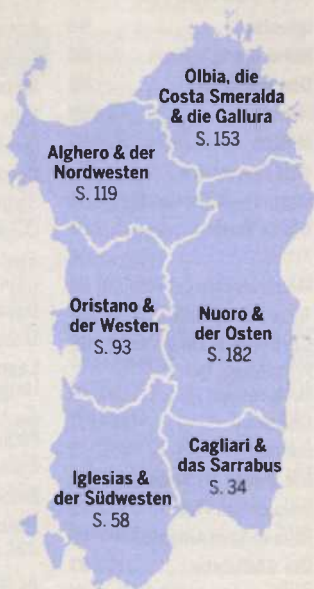 Olbia, die
Costa Smeralda
& die Gallura
S. 153
Alghero & der
Nordwesten
S. 119
Oristano &
der Westen
S. 93
Nuoro &
der Osten
S. 182
Cagliari &
das Sarrabus
S. 34
Iglesias &
der Südwesten
S. 58